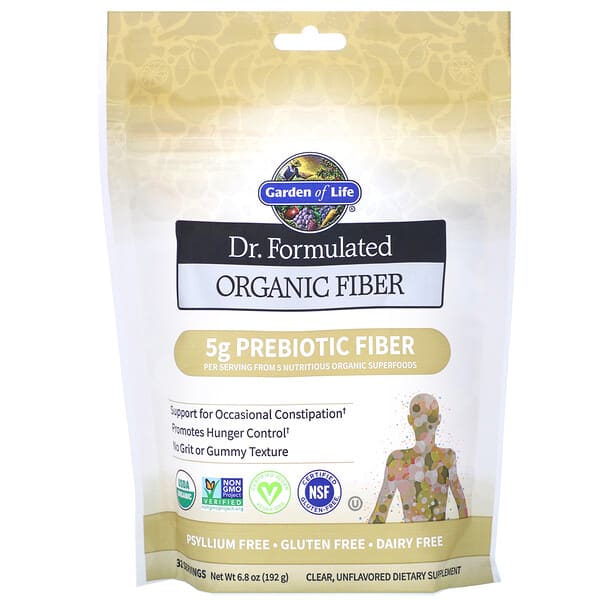 Garden of Life®
Dr. Formulated
ORGANIC FIBER
5g PREBIOTIC FIBER
PER SERVING FROM 5 NUTRITIOUS ORGANIC SUPERFOODS
Support for Occasional Constipation†
Promotes Hunger Control†
No Grit or Gummy Texture
USDA
ORGANIC
NON
GMO
Project
VERIFIED
nongmoproject.org
CERTIFIED
NSF
GLUTEN-FREE
U
PSYLLIUM FREE • GLUTEN FREE • DAIRY FREE
SERVINGS Net Wt 6.8 oz (192 g) CLEAR, UNFLAVORED DIETARY SUPPLEMENT